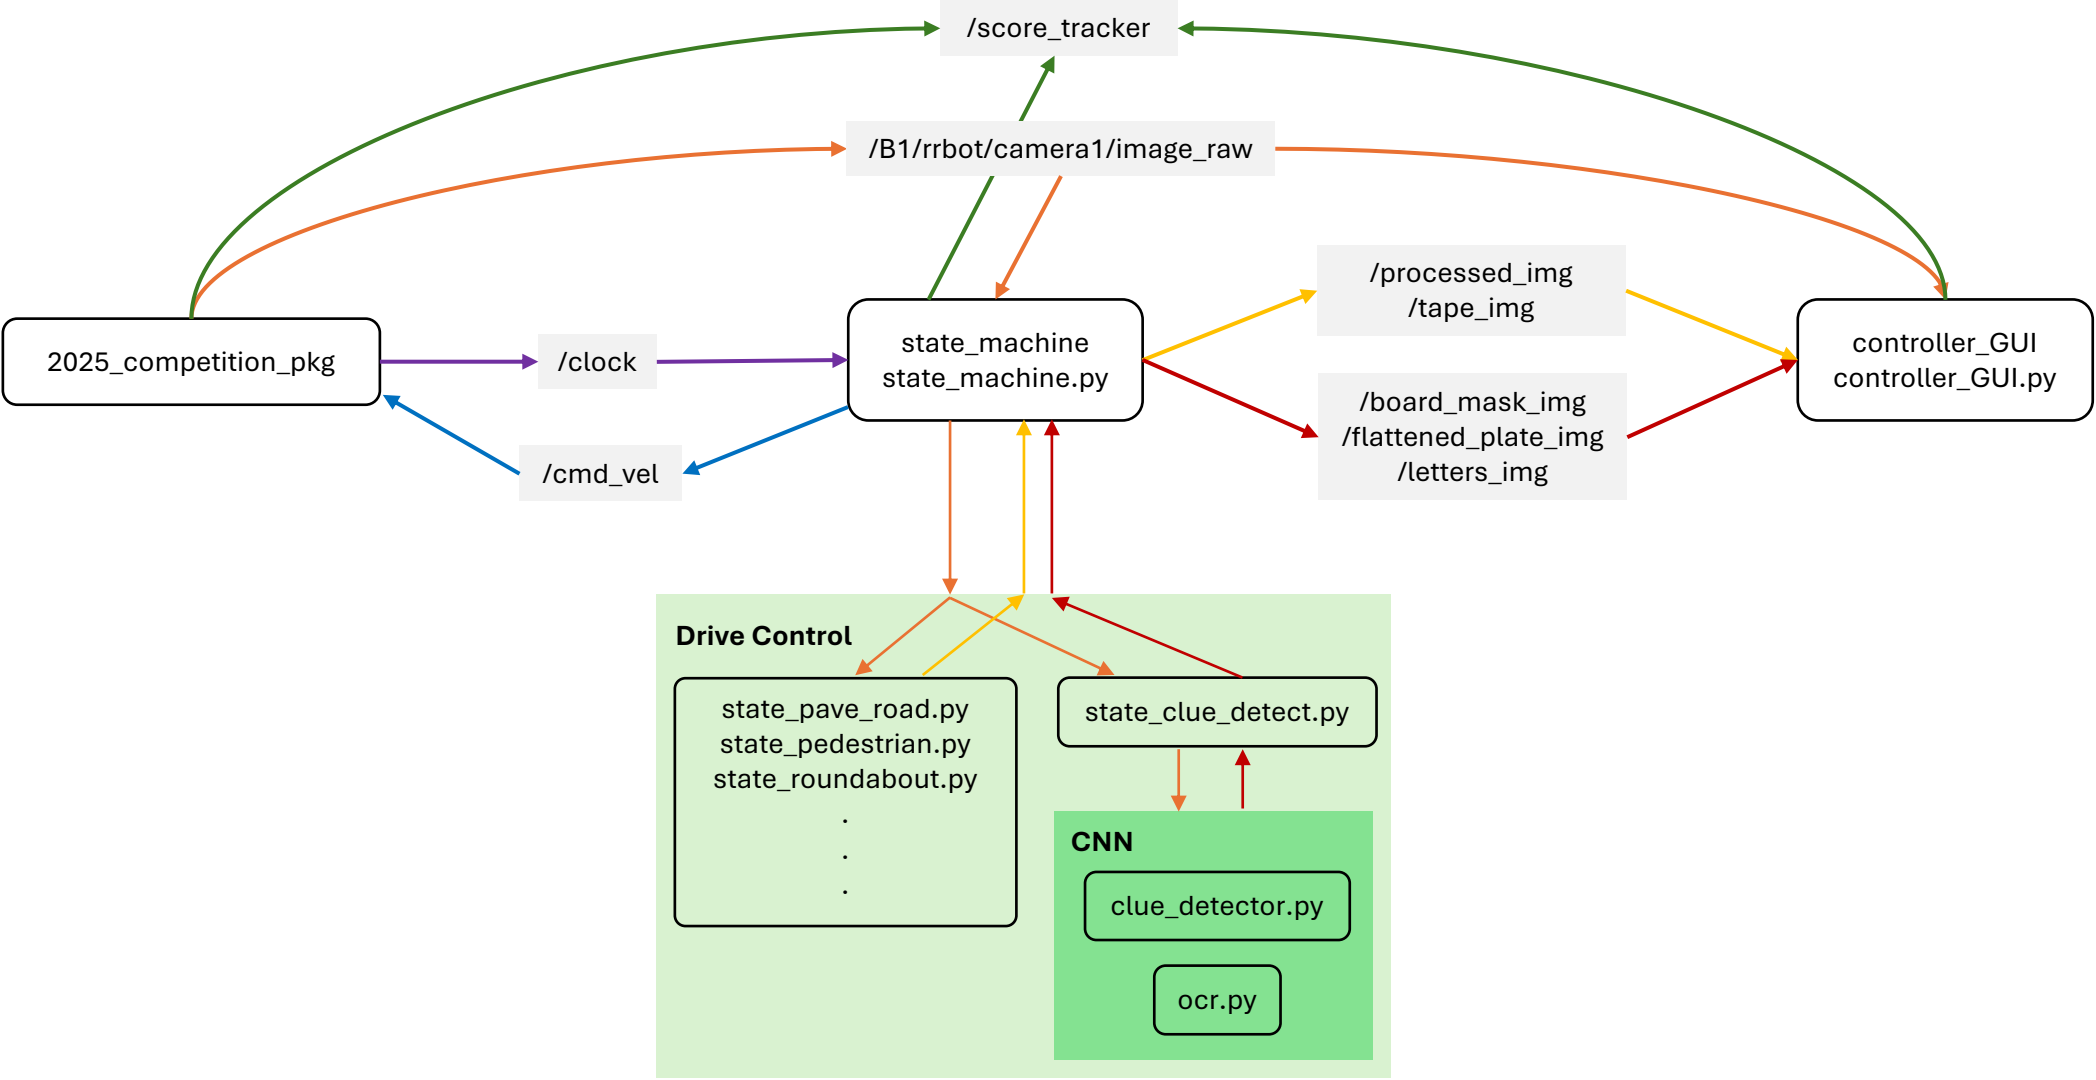 /score_tracker
/B1/rrbot/camera1/image_raw
/processed_img
/tape_img
2025_competition_pkg
/clock
state_machine
state_machine.py
controller_GUI
controller_GUI.py
/board_mask_img
/flattened_plate_img
/letters_img
/cmd_vel
Drive Control
state_pave_road.py
state_pedestrian.py
state_roundabout.py
.
.
.
state_clue_detect.py
CNN
clue_detector.py
ocr.py